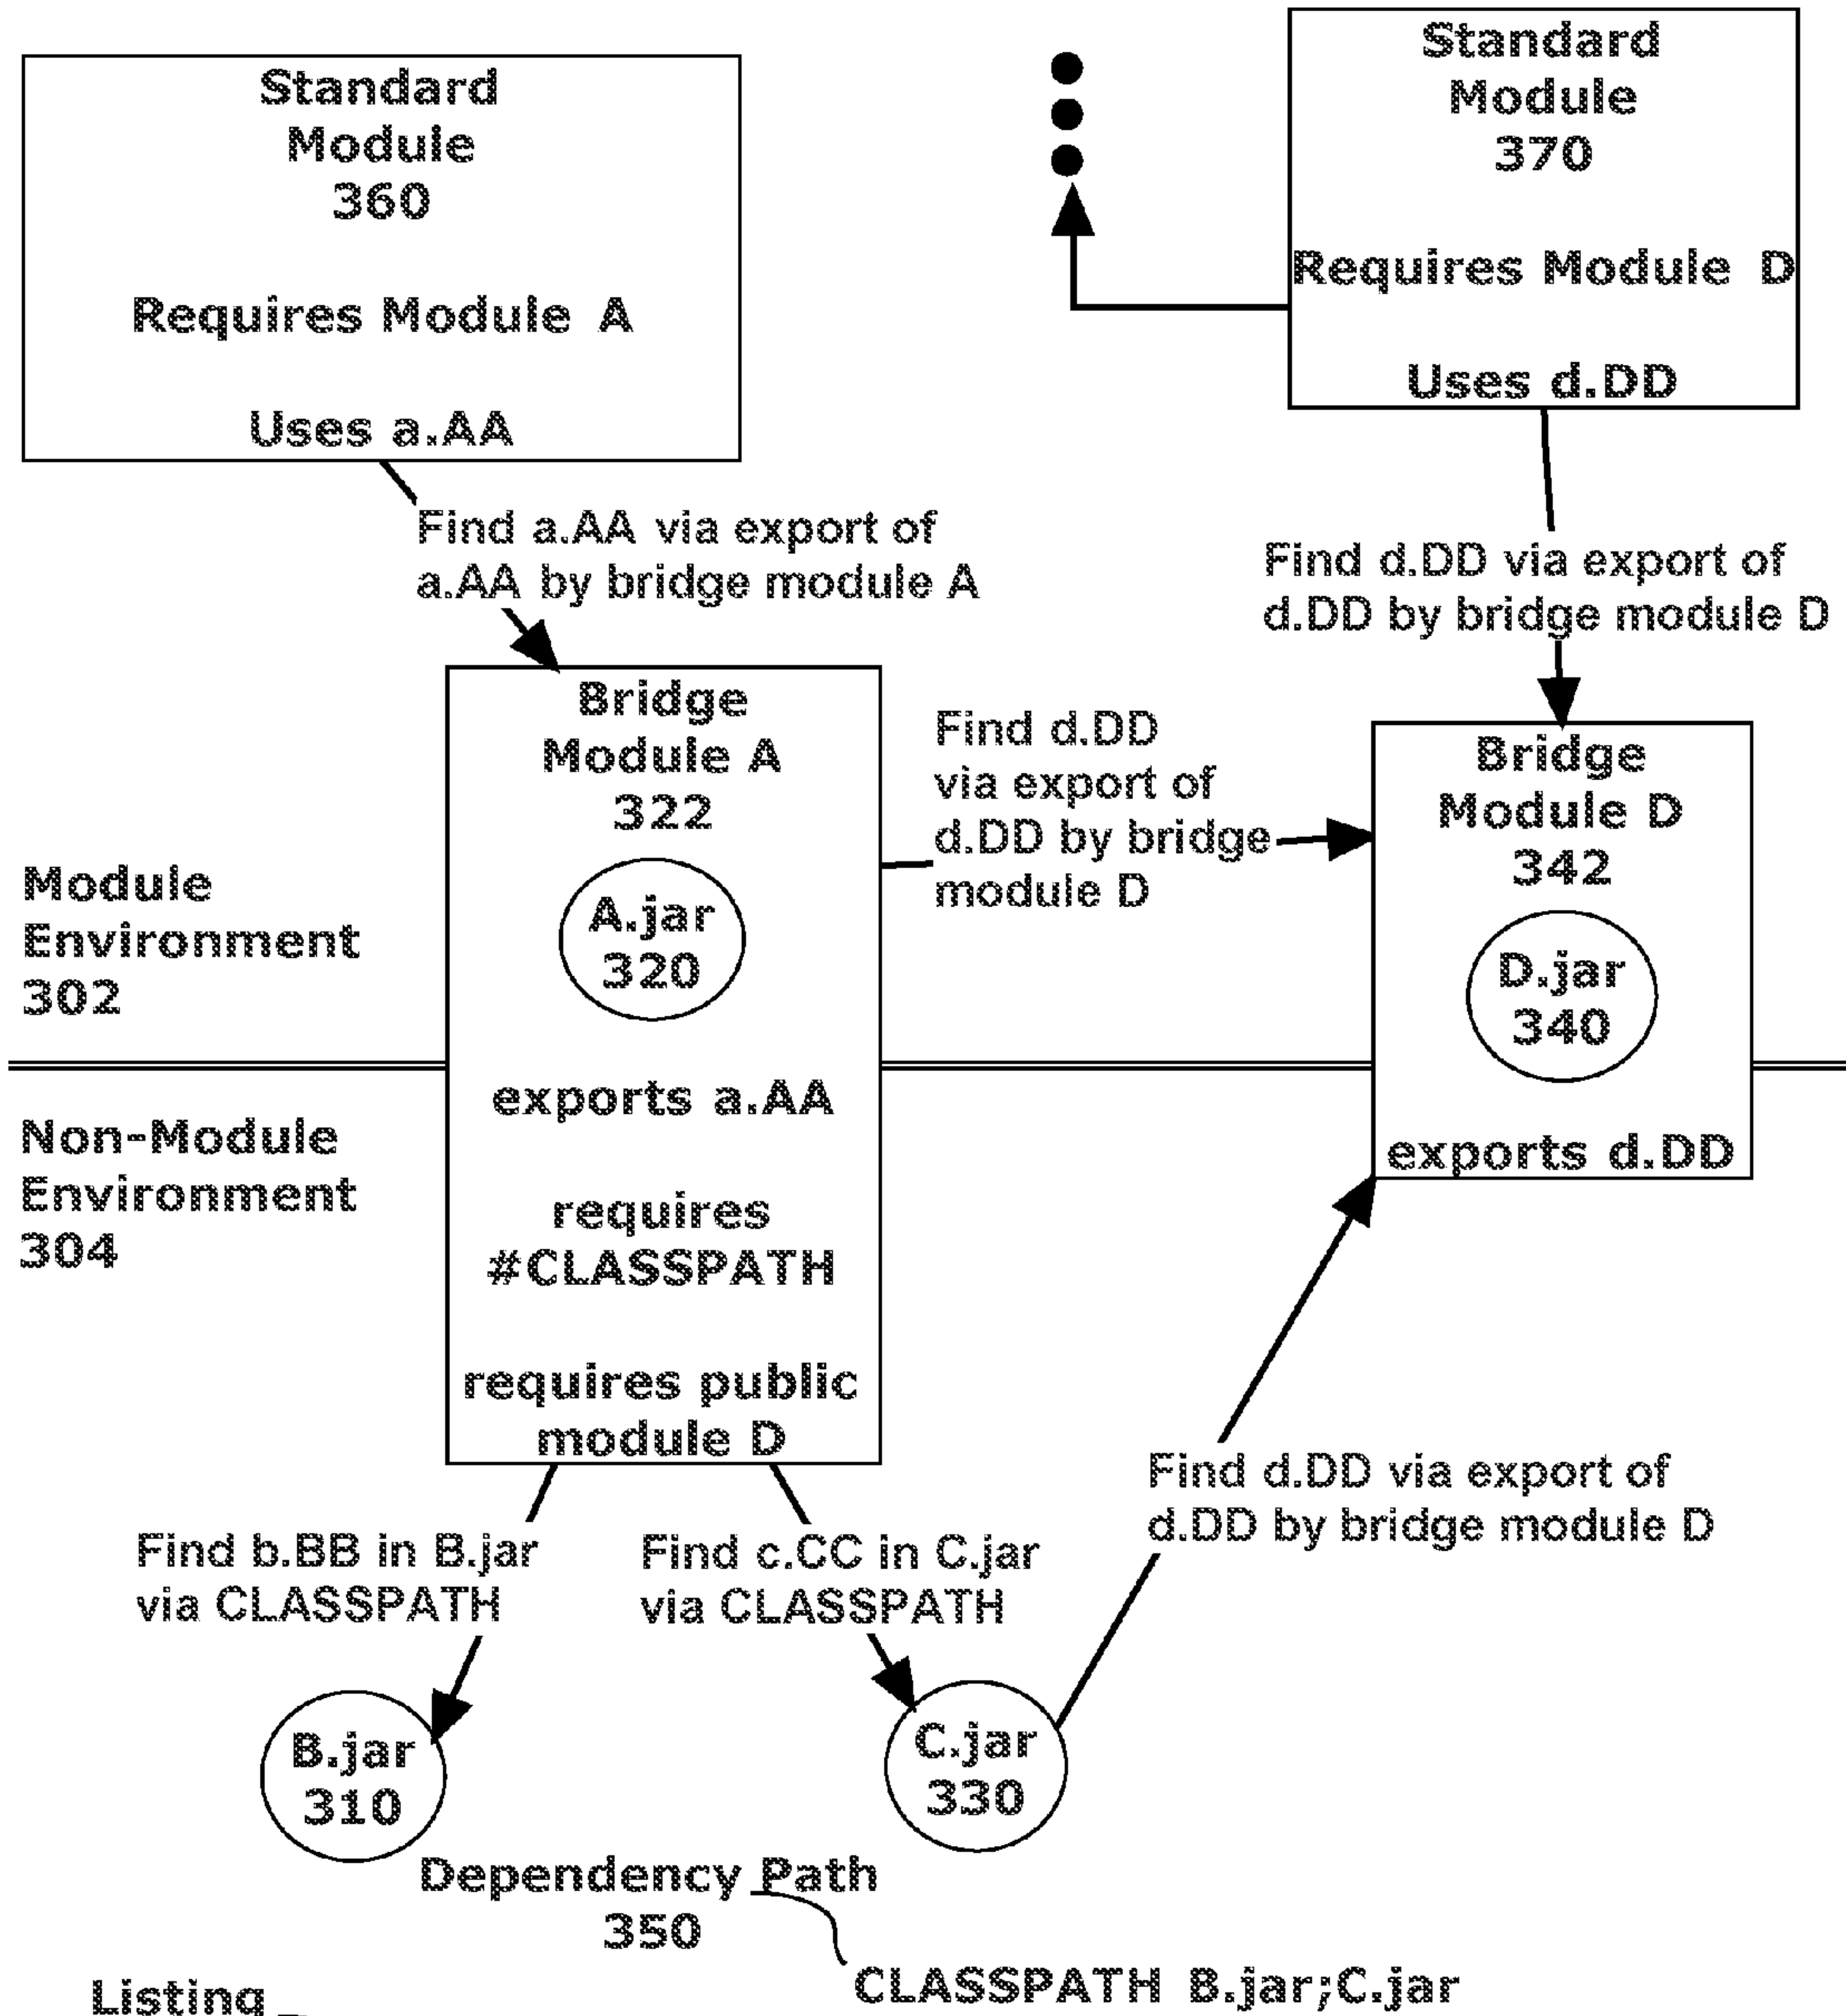 Standard
Module
360
Requires Module A
Uses a.AA
Standard
Module
370
Requires Module D
Uses d.DD
Find a.AA via export of
a.AA by bridge module A
Find d.DD via export of
d.DD by bridge module D
Bridge
Module A
322
A.jar
320
exports a.AA
requires
#CLASSPATH
requires public
module D
Find d.DD
via export of
d.DD by bridge
module D
Bridge
Module D
342
D.jar
340
exports d.DD
Module
Environment
302
Non-Module
Environment
304
Find b.BB in B.jar
via CLASSPATH
Find c.CC in C.jar
via CLASSPATH
Find d.DD via export of
d.DD by bridge module D
B.jar
310
C.jar
330
Dependency Path
350
CLASSPATH B.jar;C.jar
Listing